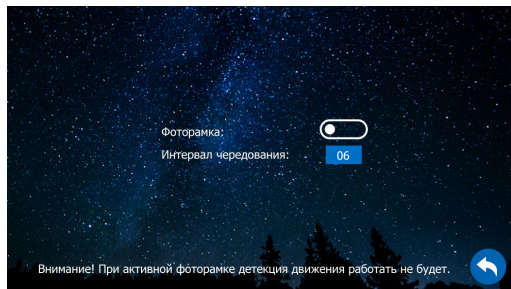 Фоторамка:
Интервал чередования: 06
Внимание! При активной фоторамке детекция движения работать не будет.